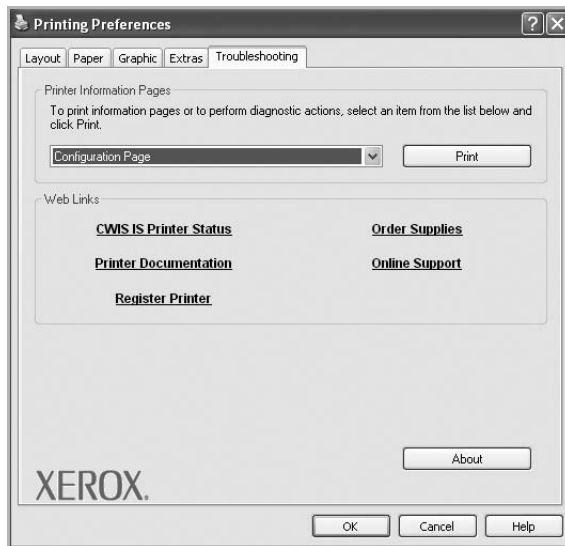 Printing Preferences
Layout Paper Graphic Extras Troubleshooting
Printer Information Pages
To print information pages or to perform diagnostic actions, select an item from the list below and
click Print.
Configuration Page Print
Web Links
CWIS IS Printer Status Order Supplies
Printer Documentation Online Support
Register Printer
About
XEROX.
OK Cancel Help